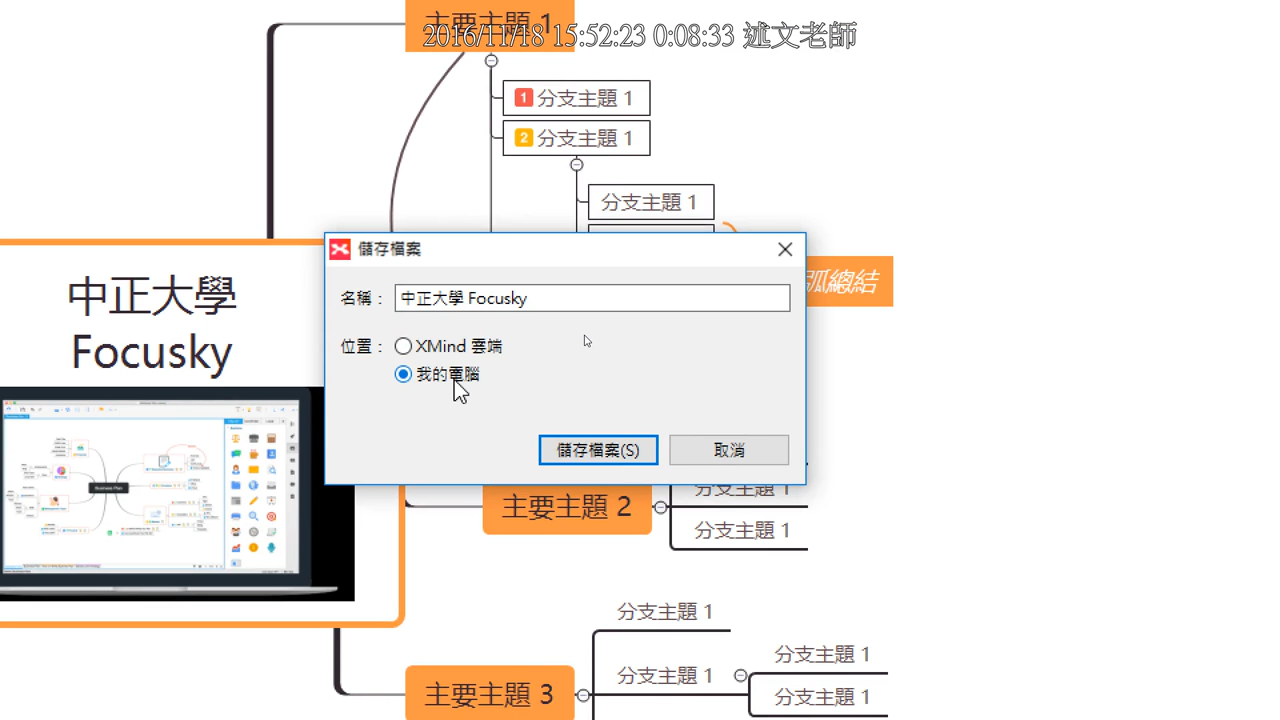 主要主題 1
2016/11/18 15:52:23 0:08:33 述文老師
1 分支主題 1
2 分支主題 1
分支主題 1
弧總結
中正大學
Focusky
儲存檔案
名稱： 中正大學 Focusky
位置： XMind 雲端
我的電腦
儲存檔案(S) 取消
Business Plan
主要主題 2
分支主題 1
分支主題 1
分支主題 1
分支主題 1
分支主題 1
主要主題 3
分支主題 1